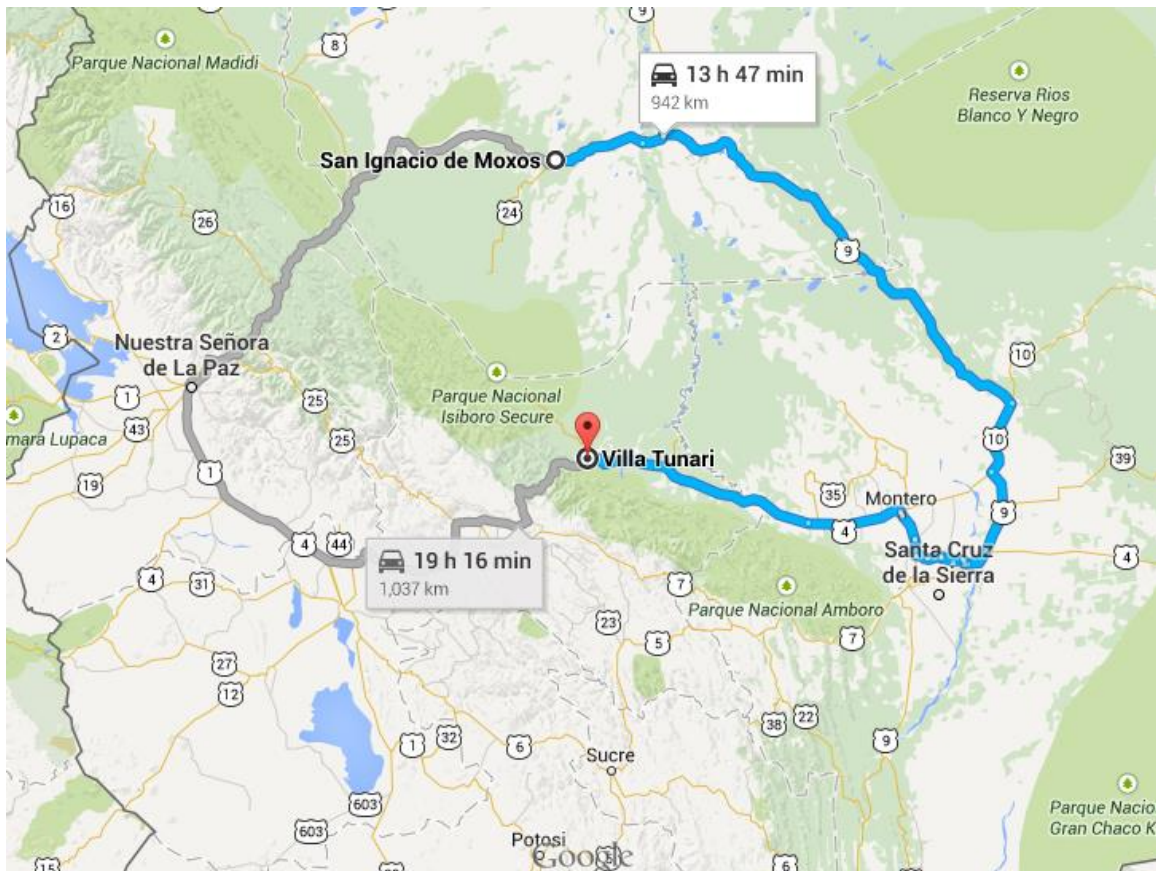 9
8
Parque Nacional Madidi
13 h 47 min
942 km
Reserva Rios
Blanco Y Negro
San Ignacio de Moxos
16
26
24
9
2
Nuestra Señora
de La Paz
10
1
25
Parque Nacional
Isiboro Secure
43
mara Lupaca
25
10
39
19
1
Villa Tunari
35
Montero
9
4
4
44
4
Santa Cruz
de la Sierra
4
31
19 h 16 min
1,037 km
7
Parque Nacional Amboro
23
5
7
27
12
38
22
1
32
6
9
Sucre
603
603
Parque Nacio
Gran Chaco K
Potosi
Google
5
15
6